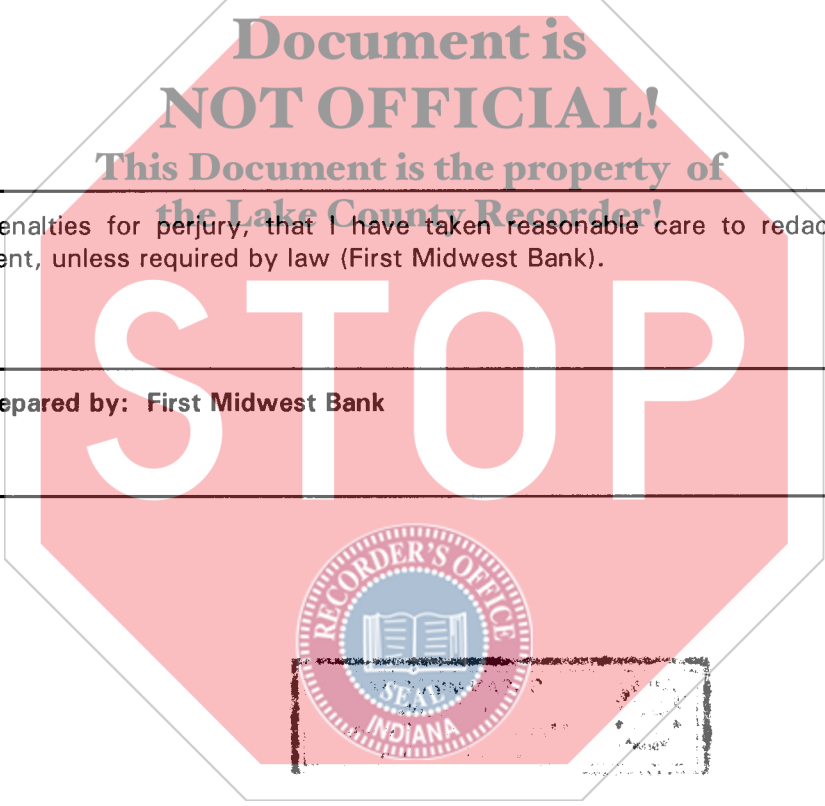 Document is
NOT OFFICIAL!
This Document is the property of
the Lake County Recorder!
enalties for perjury, that I have taken reasonable care to redac
ent, unless required by law (First Midwest Bank).
STOP
epared by: First Midwest Bank
RECORDER'S OFFICE
SEAL
INDIANA